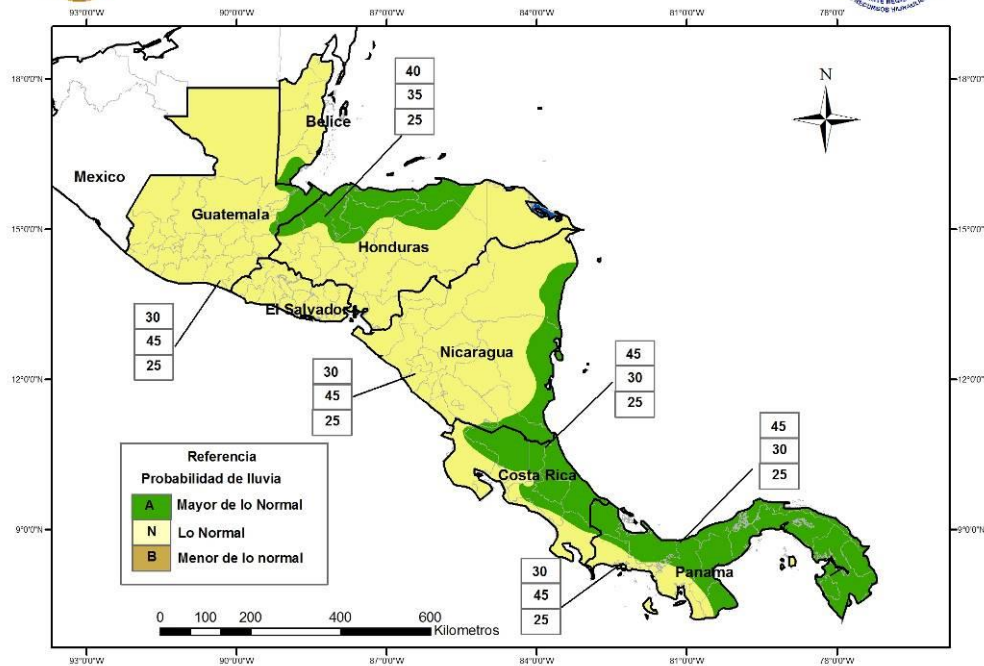 93°0'0"W 90°0'0"W 87°0'0"W 84°0'0"W 81°0'0"W 78°0'0"W
RECURSOS HIDRAULICOS
18°0'0"N 18°0'0"N
40
35
25
N
Belice
Mexico
Guatemala
15°0'0"N 15°0'0"N
Honduras
El Salvador
30
45
25
Nicaragua
30
45
25
45
30
25
12°0'0"N 12°0'0"N
45
30
25
Referencia
Probabilidad de lluvia
A Mayor de lo Normal
N Lo Normal
B Menor de lo normal
Costa Rica
9°0'0"N 9°0'0"N
Panama
30
45
25
0 100 200 400 600
Kilometros
93°0'0"W 90°0'0"W 87°0'0"W 84°0'0"W 81°0'0"W 78°0'0"W